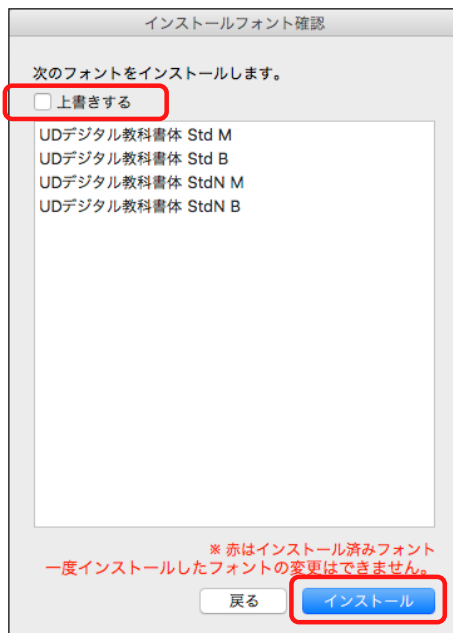 インストールフォント確認
次のフォントをインストールします。
上書きする
UDデジタル教科書体 Std M
UDデジタル教科書体 Std B
UDデジタル教科書体 StdN M
UDデジタル教科書体 StdN B
※ 赤はインストール済みフォント
一度インストールしたフォントの変更はできません。
戻る
インストール